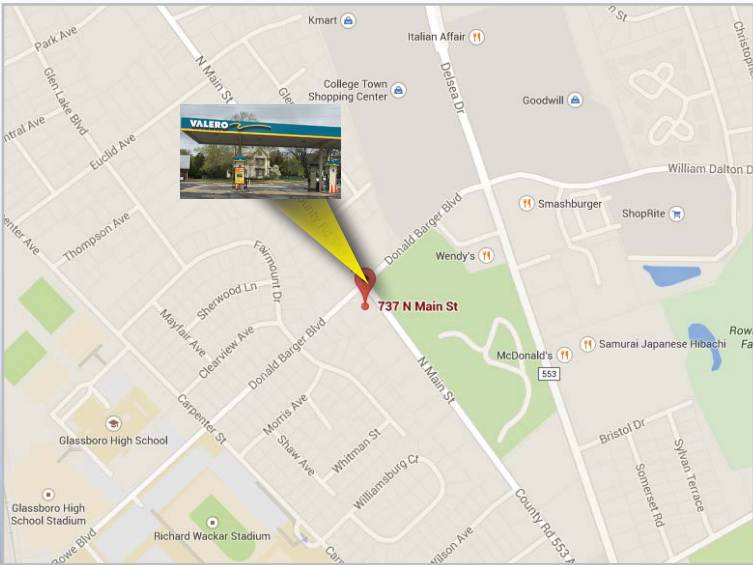 Kmart
n St
Christoph
Park Ave
N Main St
Italian Affair
Glen Lake Blvd
Delsea Dr
College Town
Shopping Center
Goodwill
VALERO
ntral Ave
Euclid Ave
William Dalton D
Donald Barger Blvd
Smashburger
ShopRite
enter Ave
Thompson Ave
Fairmount Dr
Wendy's
Sherwood Ln
737 N Main St
Mayfair Ave
Clearview Ave
Donald Barger Blvd
Row
Fa
Samurai Japanese Hibachi
McDonald's
N Main St
553
Carpenter St
Morris Ave
Glassboro High School
Whitman St
Shaw Ave
Bristol Dr
Williamsburg Ct
Sylvan Terrace
Somerset Rd
Glassboro High
School Stadium
County Rd 553 A
Richard Wackar Stadium
Wilson Ave
Bowe Blvd
Car